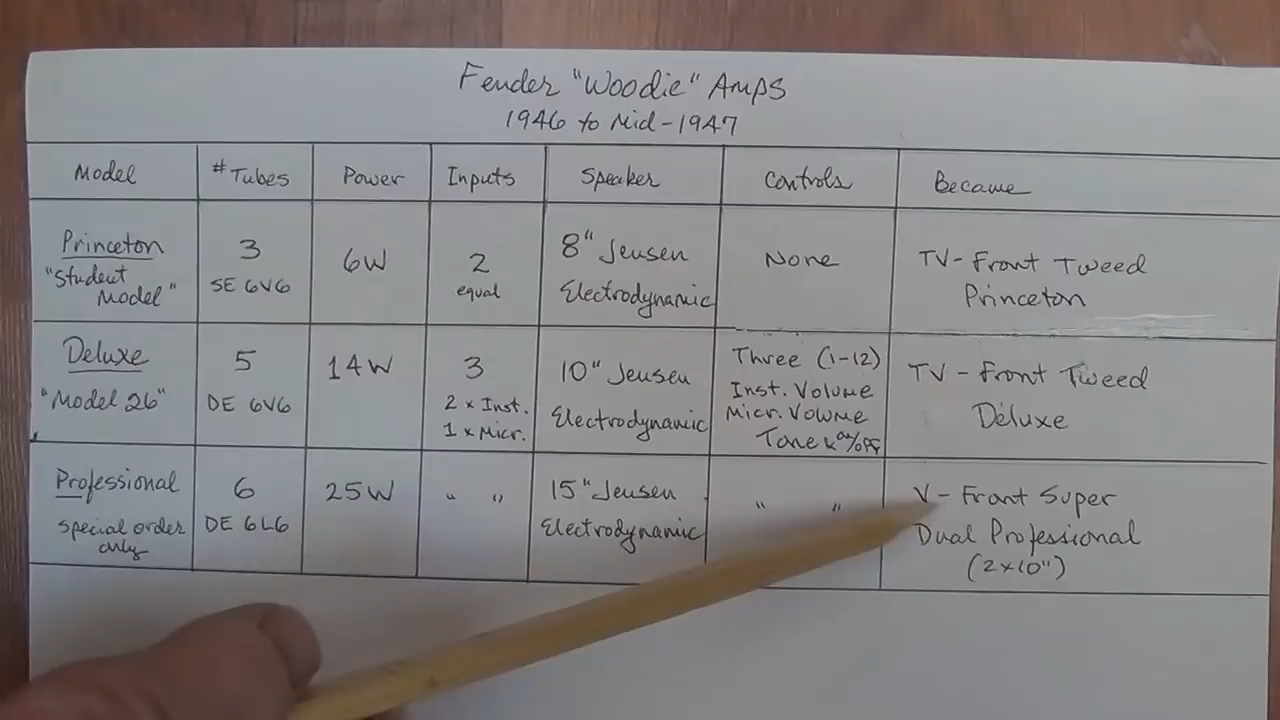 Fender "Woodie" Amps
1946 to Mid-1947
Model # Tubes Power Inputs Speaker Controls Became
Princeton
"Student
Model"
3
SE 6V6
6W
2
equal
8" Jensen
Electrodynamic
None
TV-Front Tweed
Princeton
Deluxe
"Model 26"
5
DE 6V6
14W
3
2 x Inst.
1 x Micr.
10" Jensen
Electrodynamic
Three (1-12)
Inst. Volume
Micr. Volume
Tone
TV-Front Tweed
Deluxe
Professional
Special order
only
6
DE 6L6
25W
" "
15" Jensen
Electrodynamic
" "
V-Front Super
Dual Professional
(2x10")